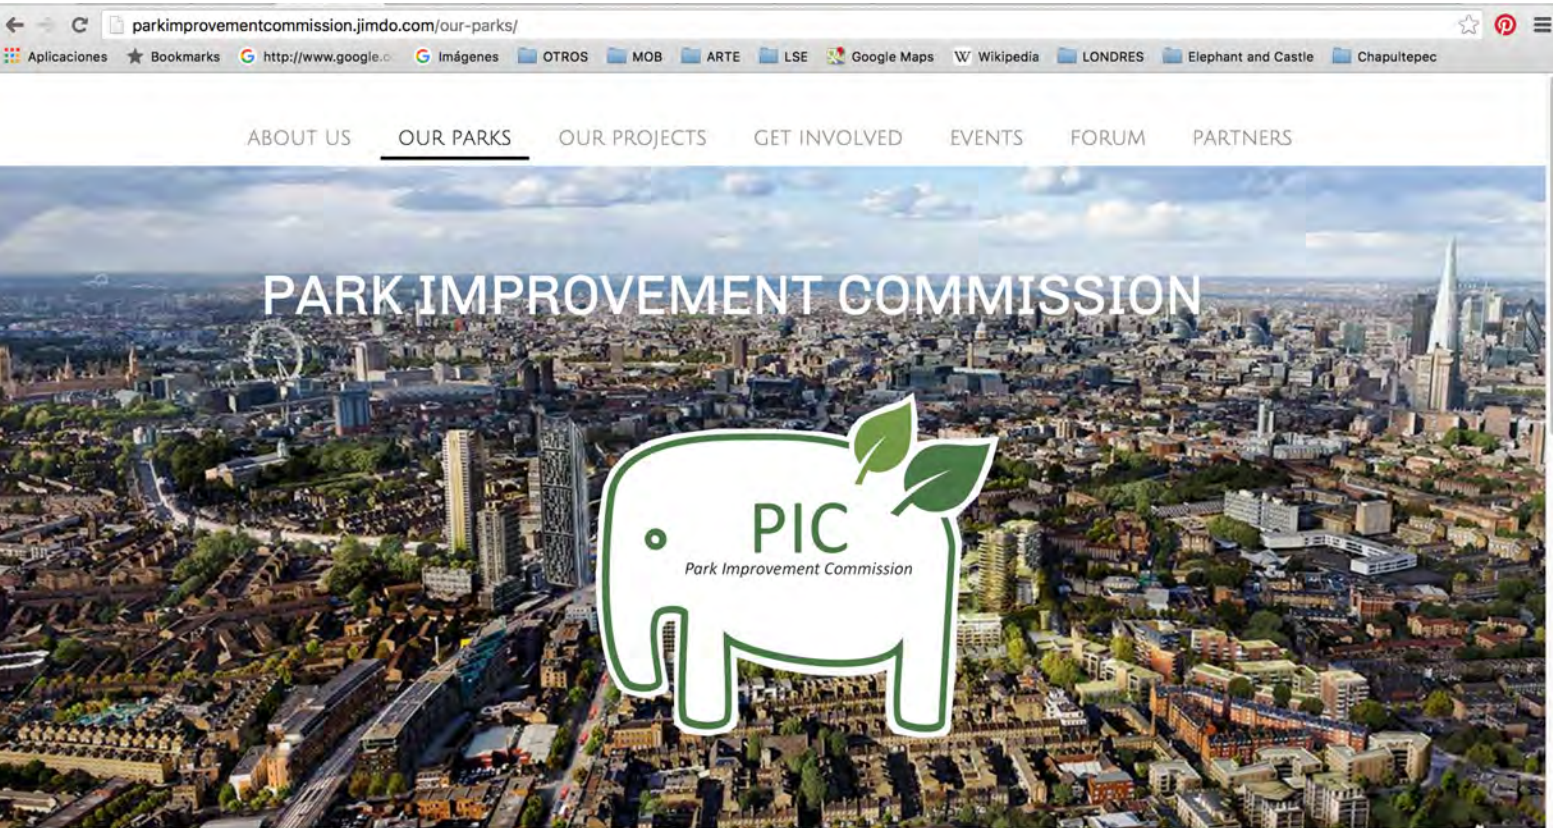 parkimprovementcommission.jimdo.com/our-parks/
Aplicaciones Bookmarks http://www.google.c Imágenes OTROS MOB ARTE LSE Google Maps Wikipedia LONDRES Elephant and Castle Chapultepec
ABOUT US OUR PARKS OUR PROJECTS GET INVOLVED EVENTS FORUM PARTNERS
PARK IMPROVEMENT COMMISSION
PIC
Park Improvement Commission